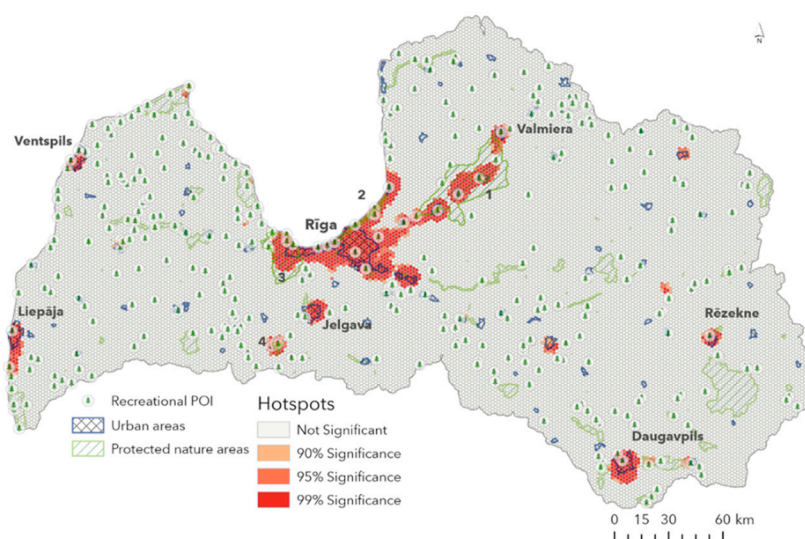 N
Valmiera
Ventspils
2
1
Rīga
3
Liepāja
Jelgava
Rēzekne
4
Recreational POI
Urban areas
Protected nature areas
Hotspots
Not Significant
90% Significance
95% Significance
99% Significance
Daugavpils
0 15 30 60 km